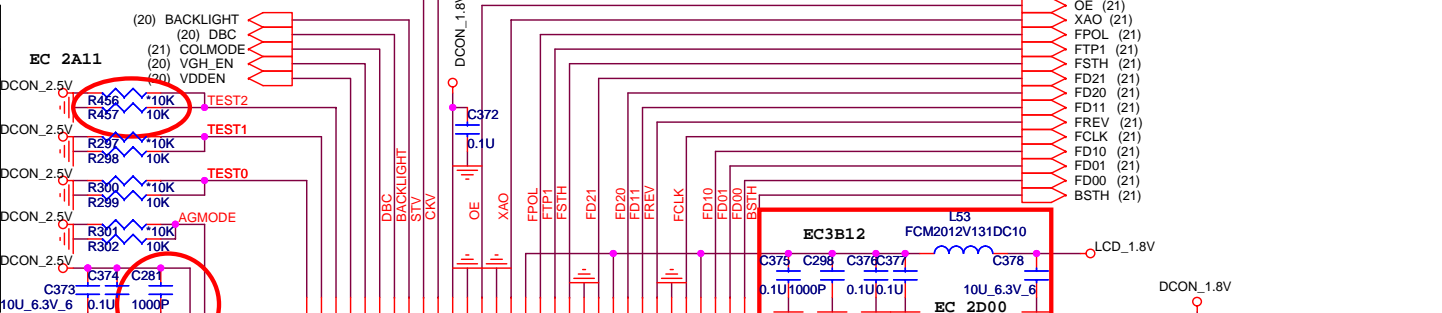 (20) BACKLIGHT
(20) DBC
(21) COLMODE
(20) VGH_EN
(20) VDDEN
EC 2A11
DCON_2.5V
R456 *10K
R457 10K
TEST2
DCON_2.5V
R297 *10K
R298 10K
TEST1
DCON_2.5V
R300 *10K
R299 10K
TEST0
DCON_2.5V
R301 *10K
R302 10K
AGMODE
DCON_2.5V
C373
10U_6.3V_6
C374
0.1U
C281
1000P
DBC
BACKLIGHT
STV
CKV
DCON_1.8V
C372
0.1U
OE
XAO
FPOL
FTP1
FSTH
FD21
FD20
FD11
FREV
FCLK
FD10
FD01
FD00
BSTH
OE (21)
XAO (21)
FPOL (21)
FTP1 (21)
FSTH (21)
FD21 (21)
FD20 (21)
FD11 (21)
FREV (21)
FCLK (21)
FD10 (21)
FD01 (21)
FD00 (21)
BSTH (21)
EC3B12
L53
FCM2012V131DC10
LCD_1.8V
C375
0.1U
C298
1000P
C376
0.1U
C377
0.1U
C378
10U_6.3V_6
EC 2D00
DCON_1.8V